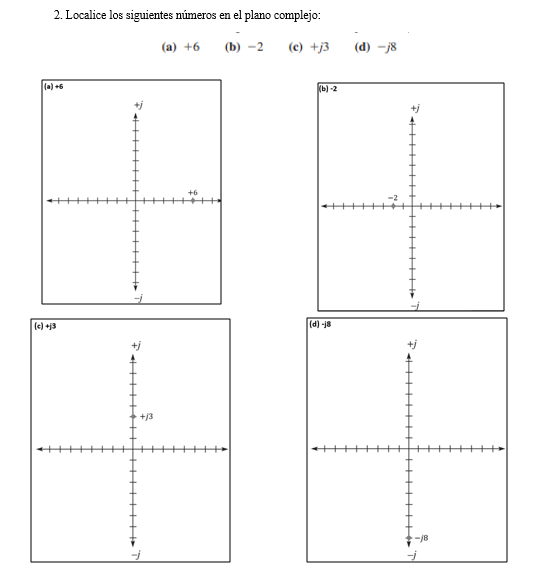 2. Localice los siguientes números en el plano complejo:
(a) +6 (b) −2 (c) +j3 (d) −j8
(a) +6
+j
+6
−j
(b) -2
+j
−2
−j
(c) +j3
+j
+j3
−j
(d) -j8
+j
−j8
−j